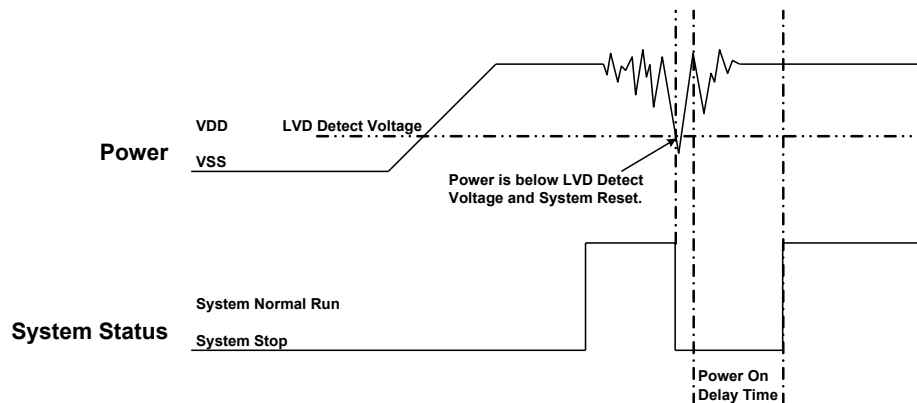 VDD
LVD Detect Voltage
Power
VSS
Power is below LVD Detect
Voltage and System Reset.
System Normal Run
System Status
System Stop
Power On
Delay Time